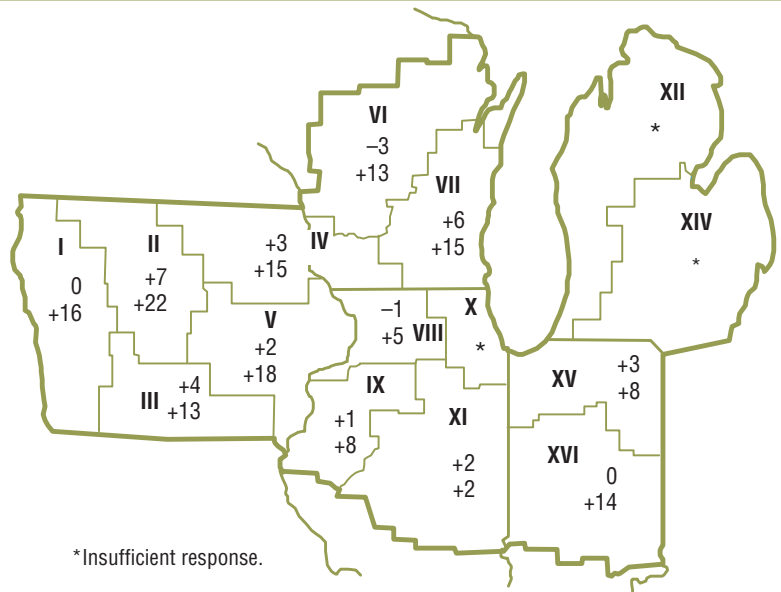 XII
*
VI
–3
+13
VII
+6
+15
XIV
*
I
0
+16
II
+7
+22
IV
+3
+15
V
+2
+18
III
+4
+13
VIII
–1
+5
X
*
IX
+1
+8
XI
+2
+2
XV
+3
+8
XVI
0
+14
*Insufficient response.